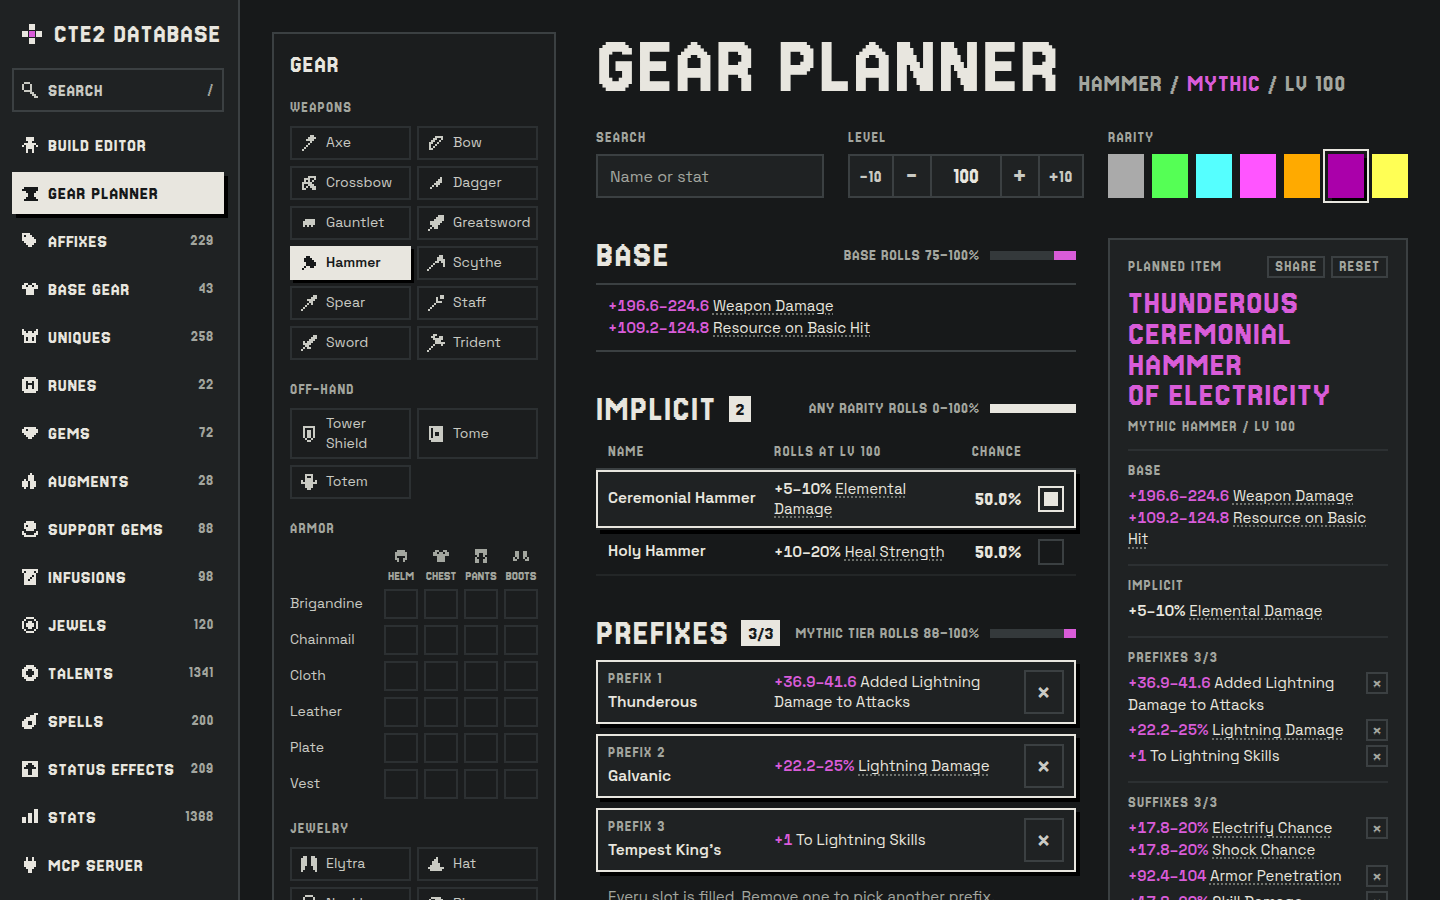 CTE2 DATABASE
SEARCH /
BUILD EDITOR
GEAR PLANNER
AFFIXES 229
BASE GEAR 43
UNIQUES 258
RUNES 22
GEMS 72
AUGMENTS 28
SUPPORT GEMS 88
INFUSIONS 98
JEWELS 120
TALENTS 1341
SPELLS 200
STATUS EFFECTS 209
STATS 1368
MCP SERVER
GEAR
WEAPONS
Axe
Bow
Crossbow
Dagger
Gauntlet
Greatsword
Hammer
Scythe
Spear
Staff
Sword
Trident
OFF-HAND
Tower
Shield
Tome
Totem
ARMOR
HELM CHEST PANTS BOOTS
Brigandine
Chainmail
Cloth
Leather
Plate
Vest
JEWELRY
Elytra
Hat
GEAR PLANNER HAMMER / MYTHIC / LV 100
SEARCH
Name or stat
LEVEL
-10 - 100 + +10
RARITY
BASE BASE ROLLS 75-100%
+196.6-224.6 Weapon Damage
+109.2-124.8 Resource on Basic Hit
IMPLICIT 2 ANY RARITY ROLLS 0-100%
NAME ROLLS AT LV 100 CHANCE
Ceremonial Hammer +5-10% Elemental
Damage 50.0%
Holy Hammer +10-20% Heal Strength 50.0%
PREFIXES 3/3 MYTHIC TIER ROLLS 88-100%
PREFIX 1
Thunderous
+36.9-41.6 Added Lightning
Damage to Attacks ×
PREFIX 2
Galvanic
+22.2-25% Lightning Damage ×
PREFIX 3
Tempest King's
+1 To Lightning Skills ×
Every slot is filled. Remove one to pick another prefix.
PLANNED ITEM SHARE RESET
THUNDEROUS
CEREMONIAL
HAMMER
OF ELECTRICITY
MYTHIC HAMMER / LV 100
BASE
+196.6-224.6 Weapon Damage
+109.2-124.8 Resource on Basic
Hit
IMPLICIT
+5-10% Elemental Damage
PREFIXES 3/3
+36.9-41.6 Added Lightning ×
Damage to Attacks
+22.2-25% Lightning Damage ×
+1 To Lightning Skills ×
SUFFIXES 3/3
+17.8-20% Electrify Chance ×
+17.8-20% Shock Chance
+92.4-104 Armor Penetration ×